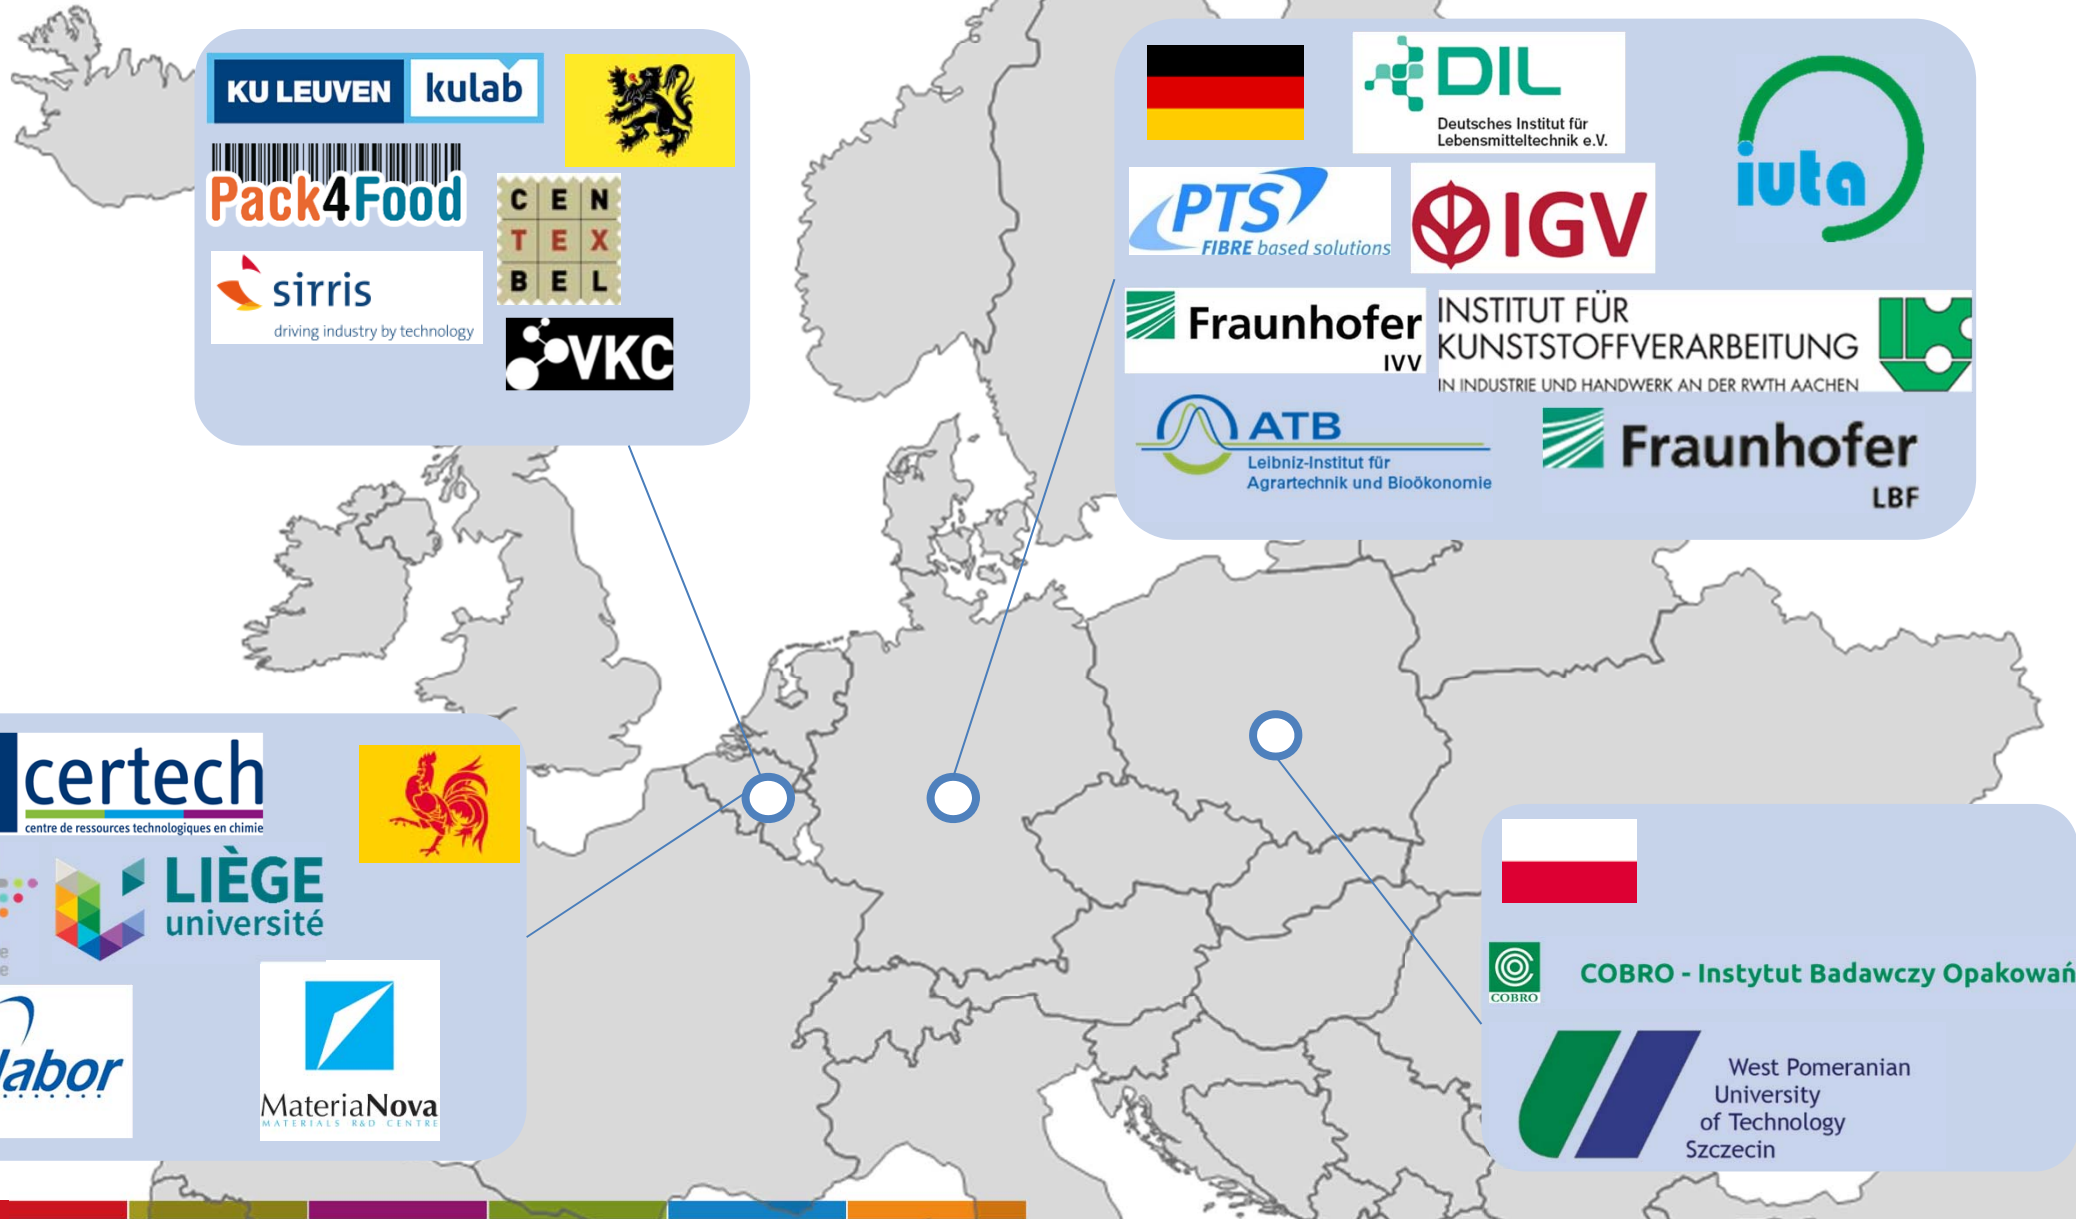 KU LEUVEN kulab
Pack4Food
CEN
TEX
BEL
sirris
driving industry by technology
VKC
DIL
Deutsches Institut für
Lebensmitteltechnik e.V.
iuta
PTS
FIBRE based solutions
IGV
Fraunhofer
IVV
INSTITUT FÜR
KUNSTSTOFFVERARBEITUNG
IN INDUSTRIE UND HANDWERK AN DER RWTH AACHEN
ATB
Leibniz-Institut für
Agrartechnik und Bioökonomie
Fraunhofer
LBF
certech
centre de ressources technologiques en chimie
LIÈGE
université
e
e
labor
MateriaNova
MATERIALS R&D CENTRE
COBRO
COBRO - Instytut Badawczy Opakowań
West Pomeranian
University
of Technology
Szczecin